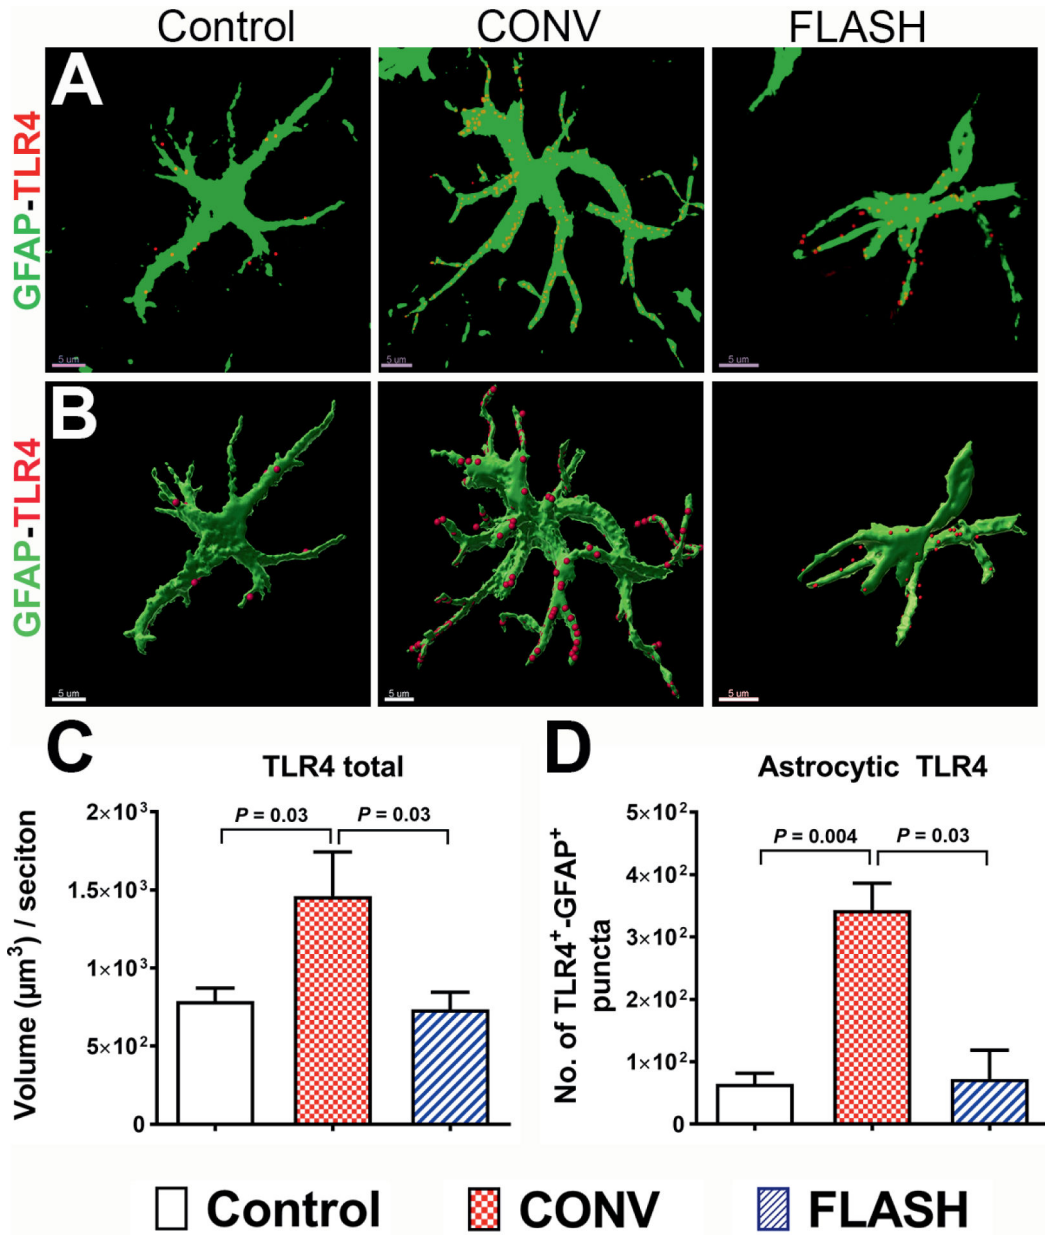 Control CONV FLASH
A
GFAP-TLR4
5 um
5 um
5 um
B
GFAP-TLR4
5 um
5 um
5 um
C
TLR4 total
Volume (μm³) / seciton
2×10³
1.5×10³
1×10³
5×10²
0
P = 0.03
P = 0.03
D
Astrocytic TLR4
No. of TLR4⁺-GFAP⁺
puncta
5×10²
4×10²
3×10²
2×10²
1×10²
0
P = 0.004
P = 0.03
Control CONV FLASH